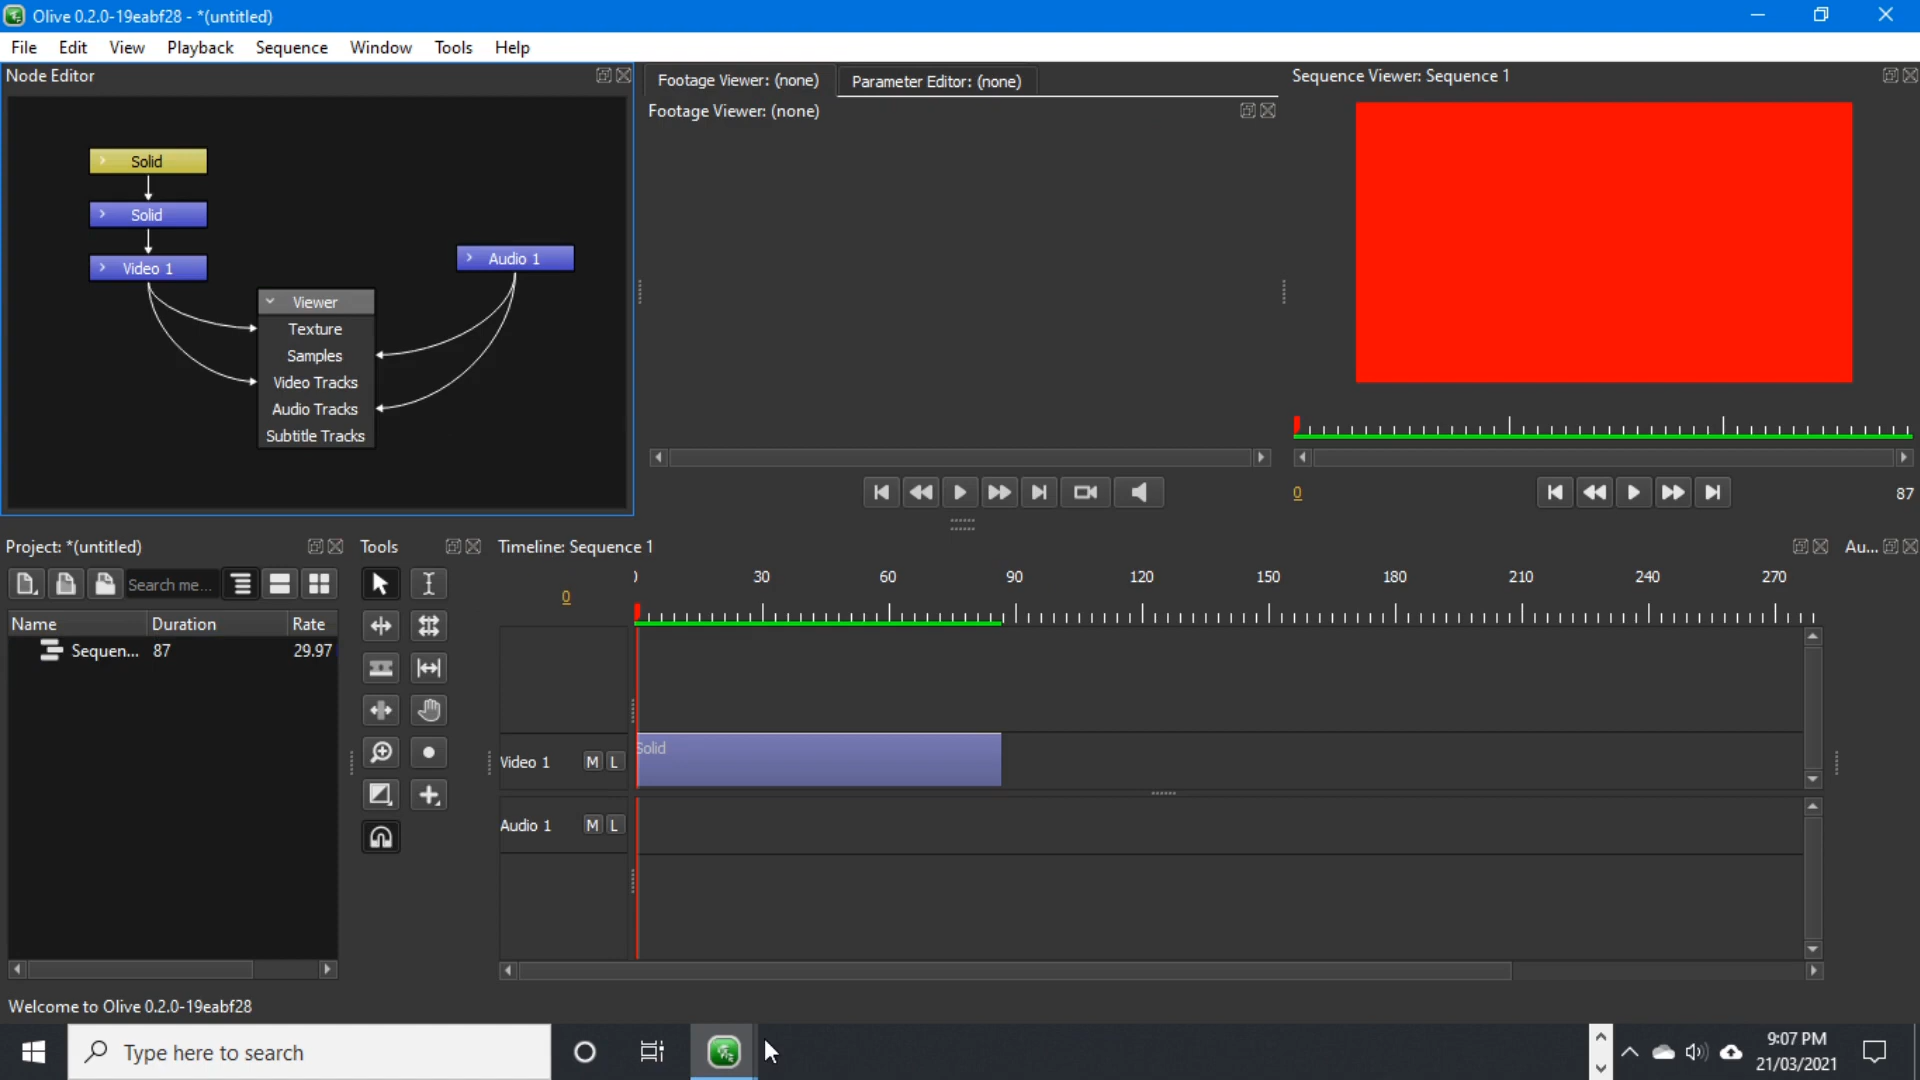 Olive 0.2.0-19eabf28 - *(untitled)
File Edit View Playback Sequence Window Tools Help
Node Editor
Solid
Solid
Video 1
Audio 1
Viewer
Texture
Samples
Video Tracks
Audio Tracks
Subtitle Tracks
Footage Viewer: (none) Parameter Editor: (none)
Footage Viewer: (none)
Sequence Viewer: Sequence 1
0
87
Project: *(untitled)
Search me...
Name Duration Rate
Sequen... 87 29.97
Tools
Timeline: Sequence 1
Au...
0
30 60 90 120 150 180 210 240 270
Video 1 M L
Solid
Audio 1 M L
Welcome to Olive 0.2.0-19eabf28
Type here to search
9:07 PM
21/03/2021